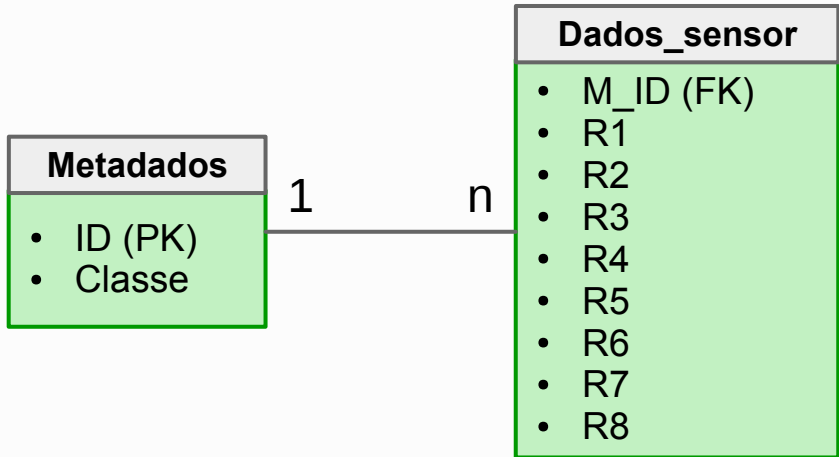 Metadados
• ID (PK)
• Classe
1
n
Dados_sensor
• M_ID (FK)
• R1
• R2
• R3
• R4
• R5
• R6
• R7
• R8